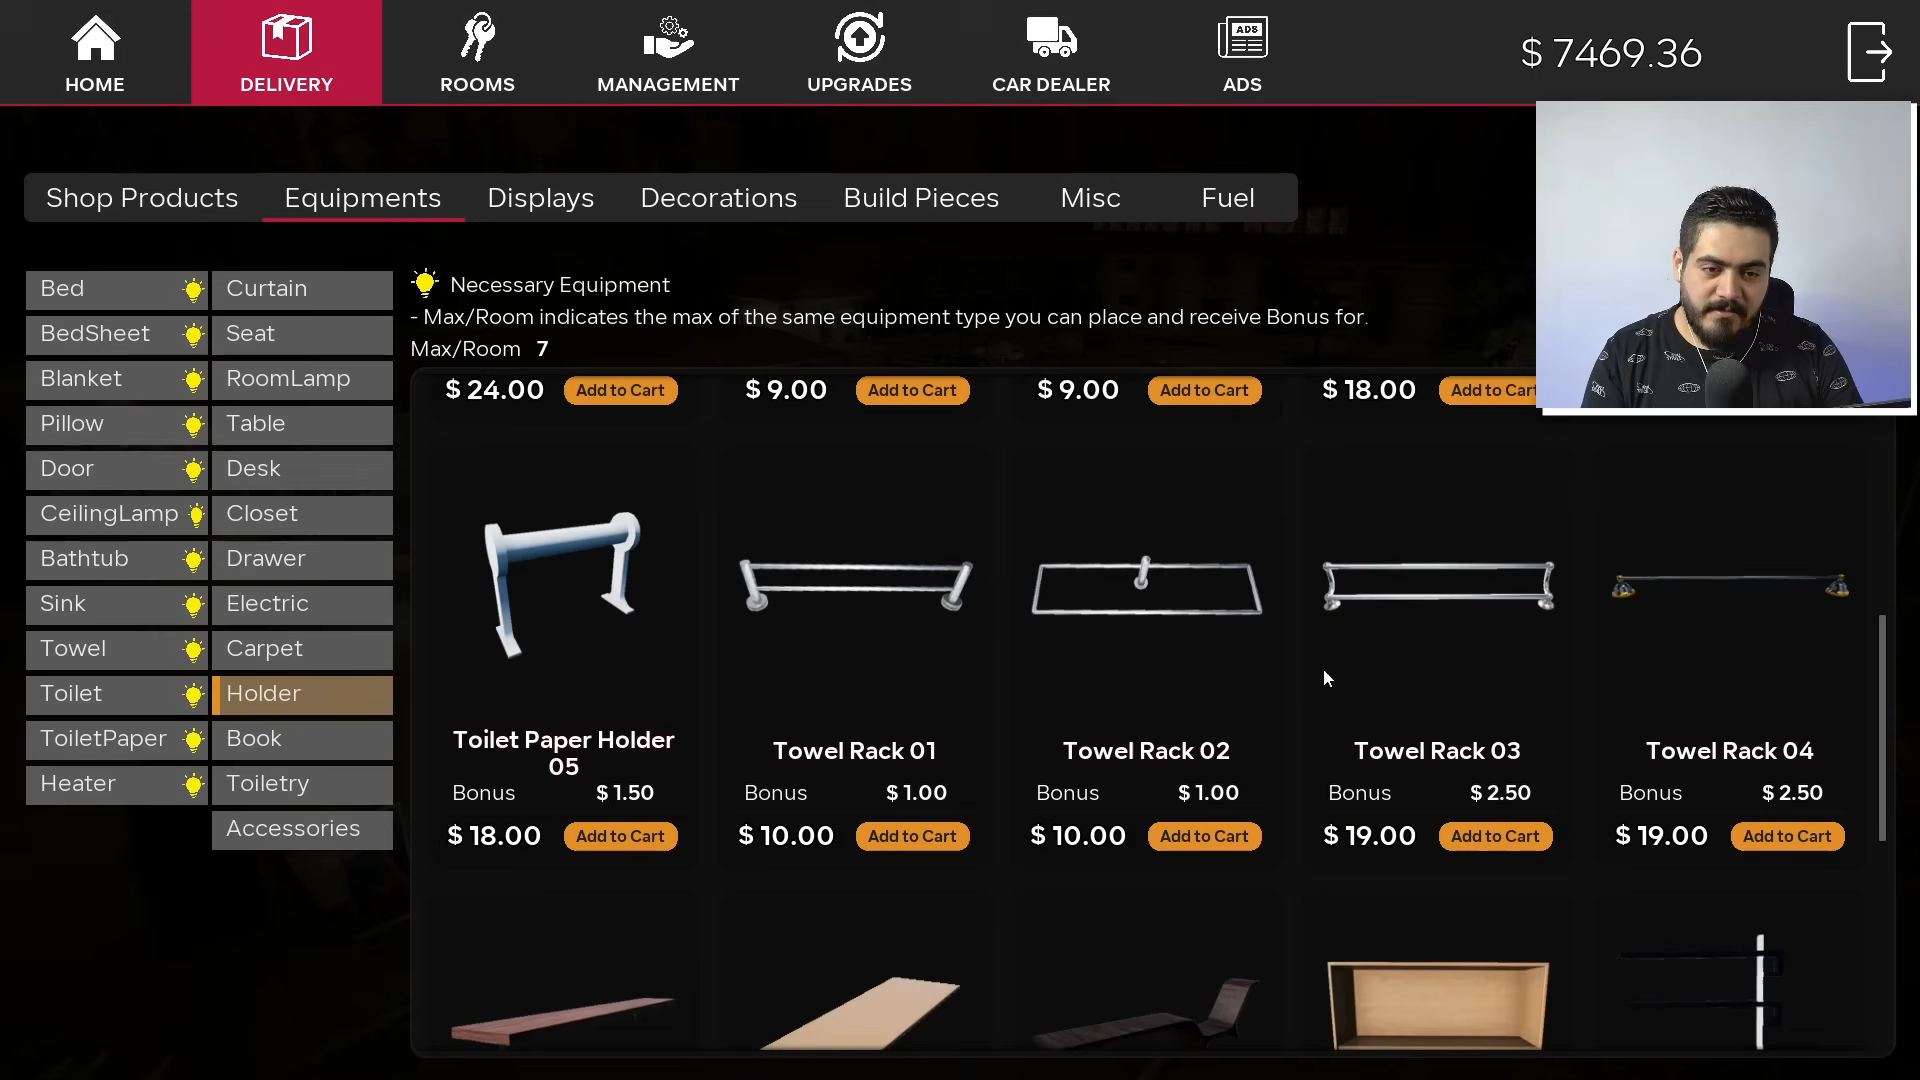 HOME
DELIVERY
ROOMS
MANAGEMENT
UPGRADES
CAR DEALER
ADS
ADS
$ 7469.36
Shop Products
Equipments
Displays
Decorations
Build Pieces
Misc
Fuel
Bed
Curtain
BedSheet
Seat
Blanket
RoomLamp
Pillow
Table
Door
Desk
CeilingLamp
Closet
Bathtub
Drawer
Sink
Electric
Towel
Carpet
Toilet
Holder
ToiletPaper
Book
Heater
Toiletry
Accessories
Necessary Equipment
- Max/Room indicates the max of the same equipment type you can place and receive Bonus for.
Max/Room 7
$ 24.00 Add to Cart
$ 9.00 Add to Cart
$ 9.00 Add to Cart
$ 18.00 Add to Cart
Toilet Paper Holder
05
Bonus $ 1.50
$ 18.00 Add to Cart
Towel Rack 01
Bonus $ 1.00
$ 10.00 Add to Cart
Towel Rack 02
Bonus $ 1.00
$ 10.00 Add to Cart
Towel Rack 03
Bonus $ 2.50
$ 19.00 Add to Cart
Towel Rack 04
Bonus $ 2.50
$ 19.00 Add to Cart